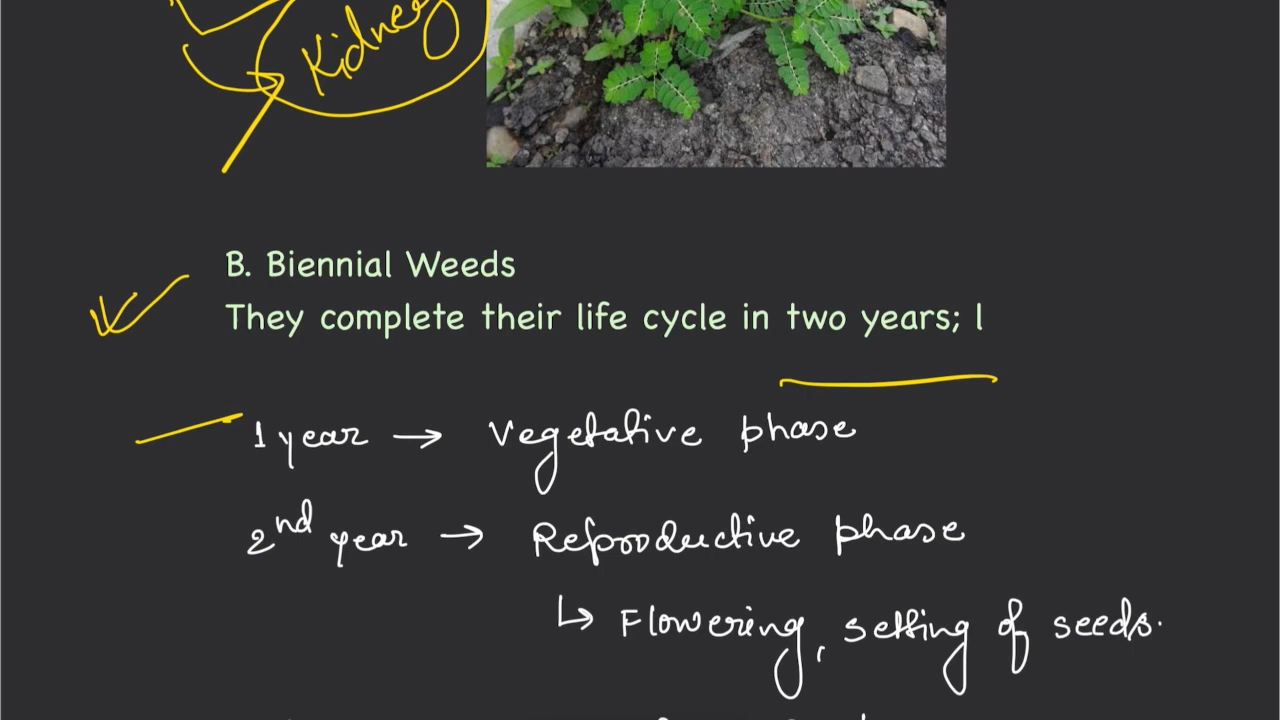 Kidney
B. Biennial Weeds
They complete their life cycle in two years; l
1 year → Vegetative phase
2nd year → Reproductive phase
↳ Flowering, setting of seeds.